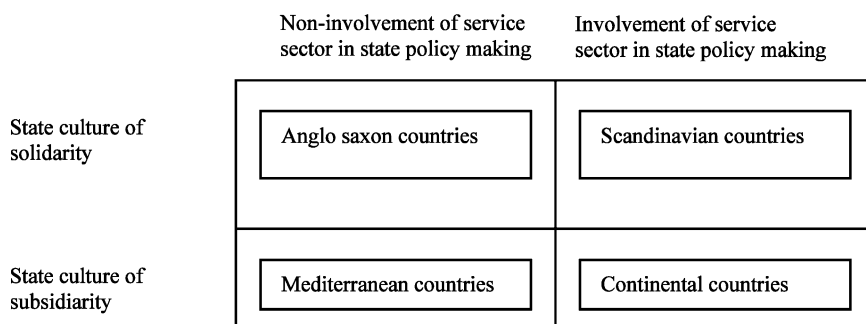 Non-involvement of service
sector in state policy making
Involvement of service
sector in state policy making
State culture of
solidarity
Anglo saxon countries
Scandinavian countries
State culture of
subsidiarity
Mediterranean countries
Continental countries